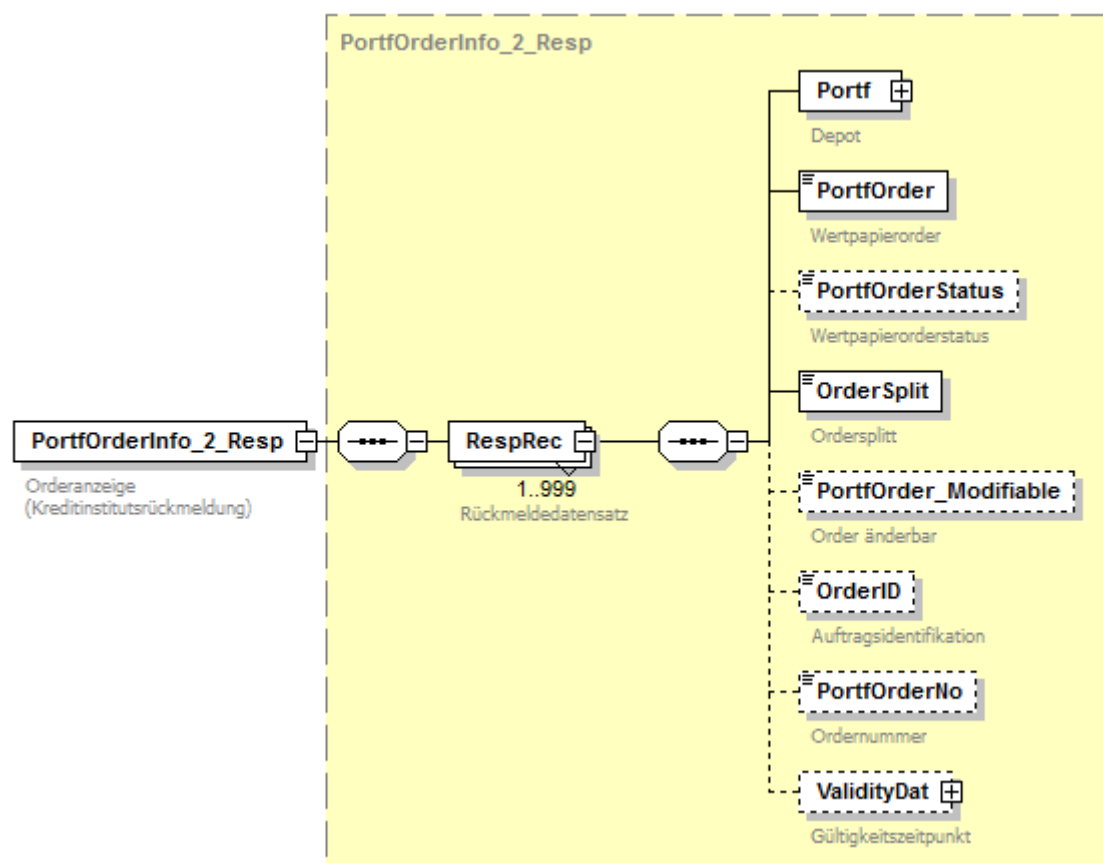 PortfOrderInfo_2_Resp
Portf
Depot
PortfOrder
Wertpapierorder
PortfOrderStatus
Wertpapierorderstatus
OrderSplit
Ordersplitt
PortfOrderInfo_2_Resp
Orderanzeige
(Kreditinstitutsrückmeldung)
RespRec
1..999
Rückmeldedatensatz
PortfOrder_Modifiable
Order änderbar
OrderID
Auftragsidentifikation
PortfOrderNo
Ordernummer
ValidityDat
Gültigkeitszeitpunkt